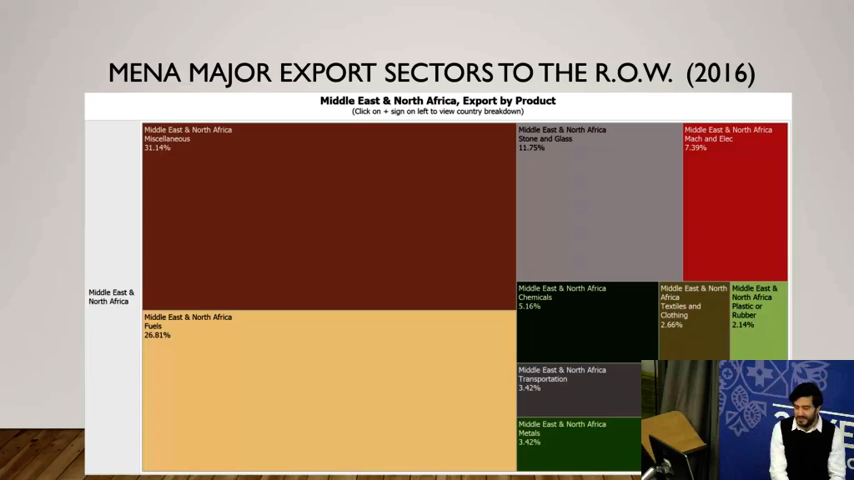 MENA MAJOR EXPORT SECTORS TO THE R.O.W. (2016)
Middle East & North Africa, Export by Product
(Click on + sign on left to view country breakdown)
Middle East &
North Africa
Middle East & North Africa
Miscellaneous
31.14%
Middle East & North Africa
Fuels
26.81%
Middle East & North Africa
Stone and Glass
11.75%
Middle East & North Africa
Mach and Elec
7.39%
Middle East & North Africa
Chemicals
5.16%
Middle East & North
Africa
Textiles and
Clothing
2.66%
Middle East &
North Africa
Plastic or
Rubber
2.14%
Middle East & North Africa
Transportation
3.42%
Middle East & North Africa
Metals
3.42%